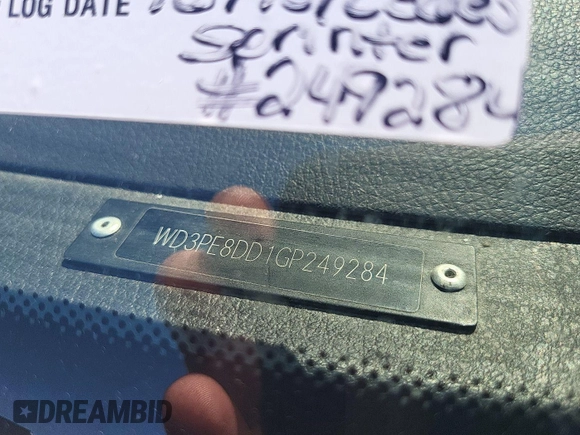 LOG DATE
Sprinter
#249284
WD3PE8DD1GP249284
DREAMBID